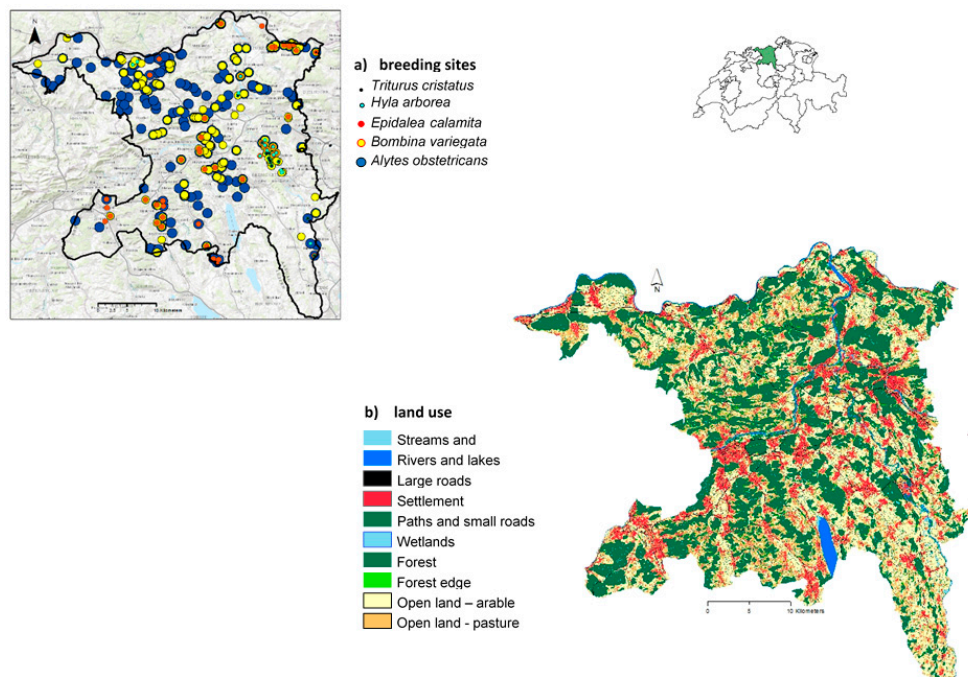 N
a) breeding sites
Triturus cristatus
Hyla arborea
Epidalea calamita
Bombina variegata
Alytes obstetricans
10 Kilometers
b) land use
Streams and
Rivers and lakes
Large roads
Settlement
Paths and small roads
Wetlands
Forest
Forest edge
Open land – arable
Open land - pasture
0 5 10 Kilometers